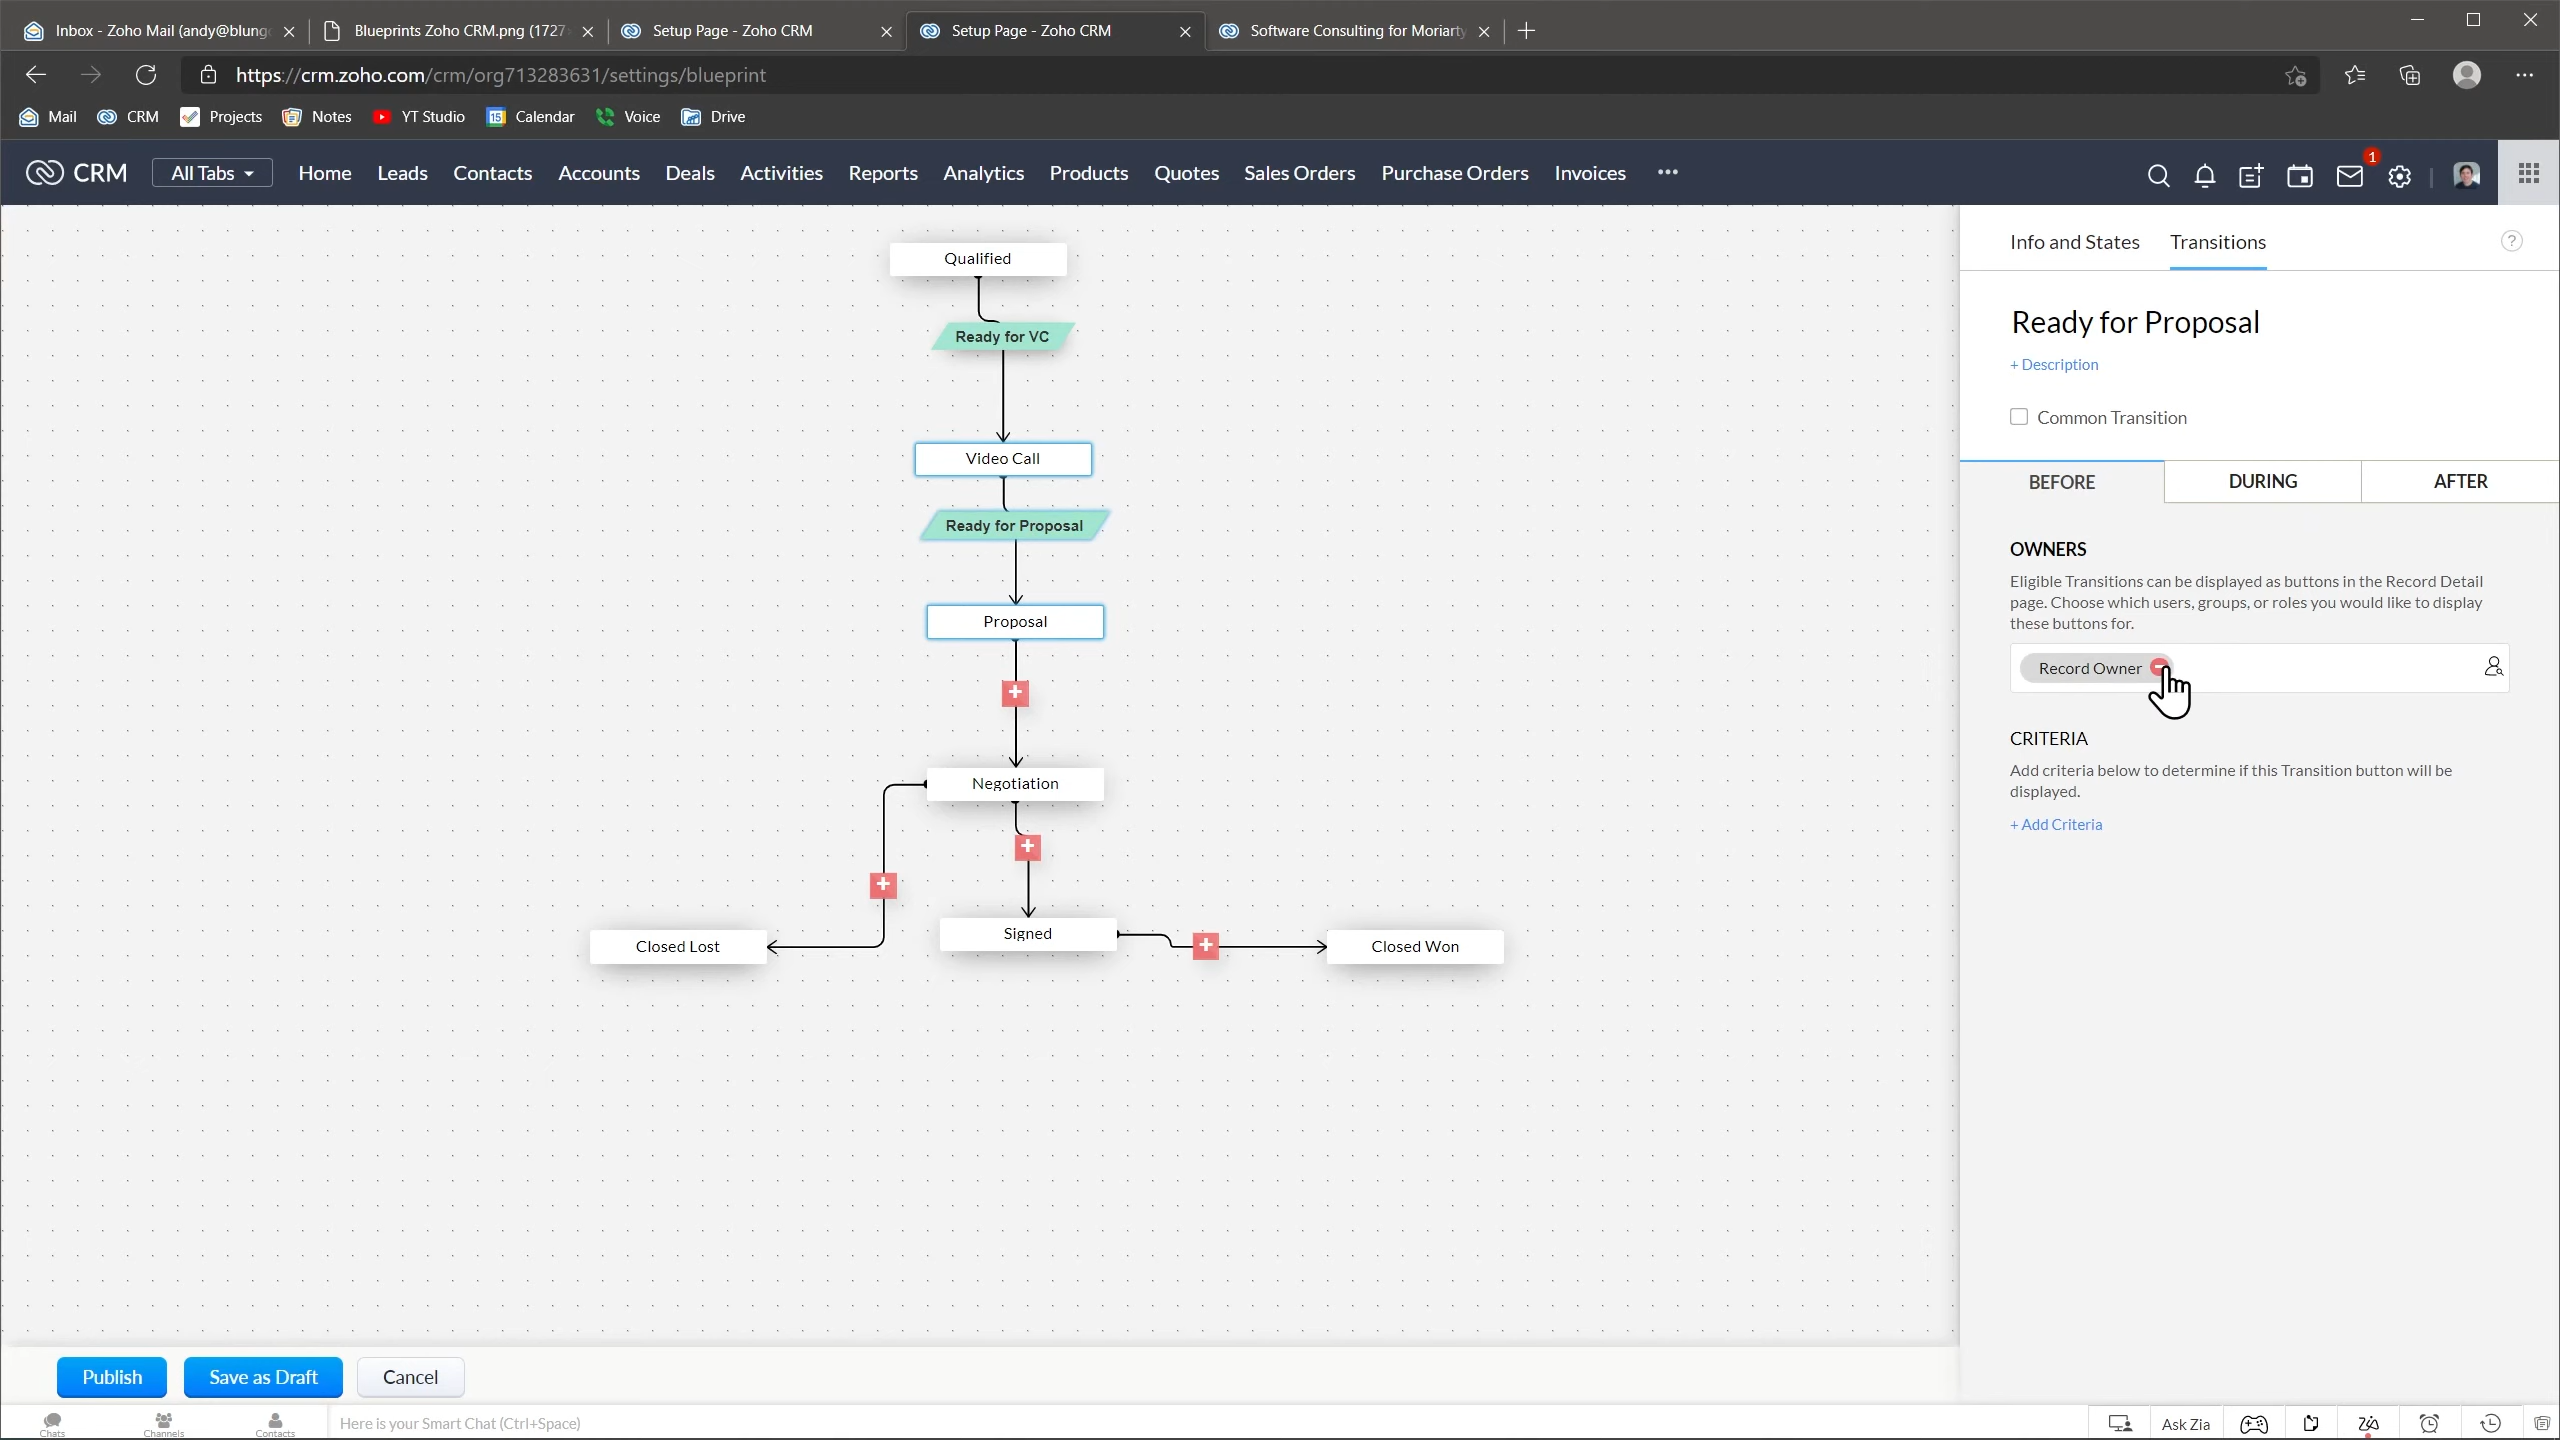 Inbox - Zoho Mail (andy@blung
Blueprints Zoho CRM.png (1727
Setup Page - Zoho CRM
Setup Page - Zoho CRM
Software Consulting for Moriarty
https://crm.zoho.com/crm/org713283631/settings/blueprint
Mail
CRM
Projects
Notes
YT Studio
15
Calendar
Voice
Drive
CRM
All Tabs
Home
Leads
Contacts
Accounts
Deals
Activities
Reports
Analytics
Products
Quotes
Sales Orders
Purchase Orders
Invoices
1
Qualified
Ready for VC
Video Call
Ready for Proposal
Proposal
Negotiation
Closed Lost
Signed
Closed Won
Info and States
Transitions
?
Ready for Proposal
+ Description
Common Transition
BEFORE
DURING
AFTER
OWNERS
Eligible Transitions can be displayed as buttons in the Record Detail
page. Choose which users, groups, or roles you would like to display
these buttons for.
Record Owner
CRITERIA
Add criteria below to determine if this Transition button will be
displayed.
+ Add Criteria
Publish
Save as Draft
Cancel
Chats
Channels
Contacts
Here is your Smart Chat (Ctrl+Space)
Ask Zia